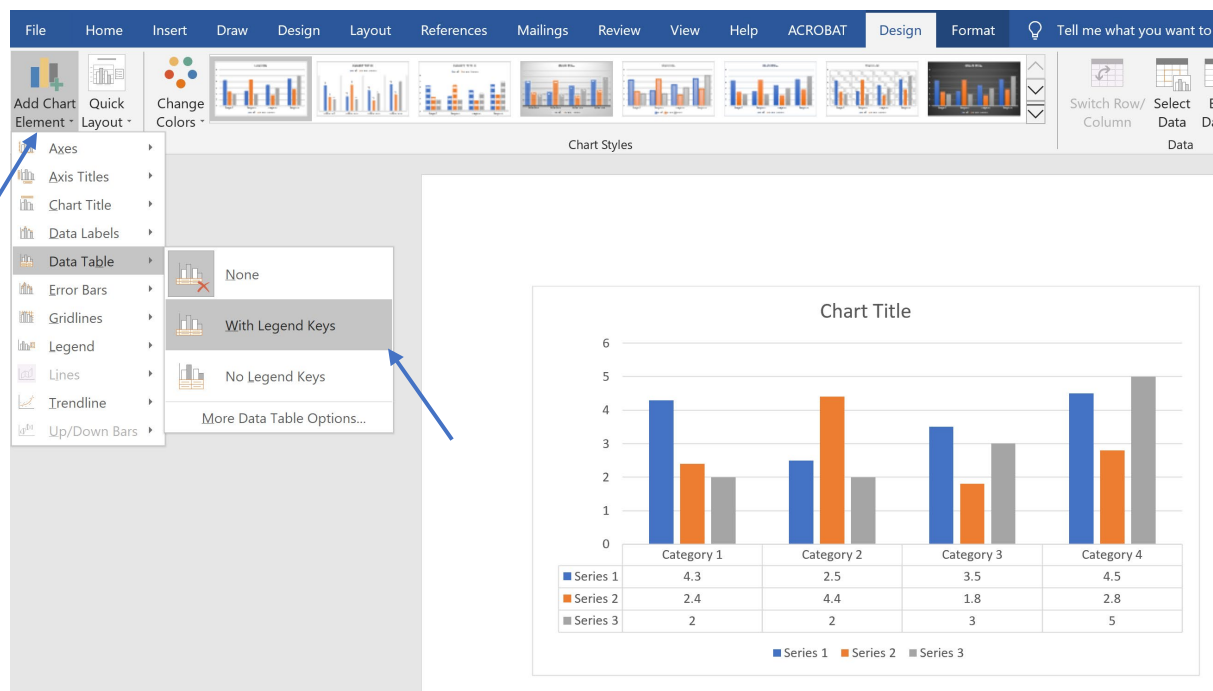 File Home Insert Draw Design Layout References Mailings Review View Help ACROBAT Design Format Tell me what you want to
Add Chart Element
Quick Layout
Change Colors
Switch Row/ Column
Select Data
Chart Styles
Data
Axes
Axis Titles
Chart Title
Data Labels
Data Table
Error Bars
Gridlines
Legend
Lines
Trendline
Up/Down Bars
None
With Legend Keys
No Legend Keys
More Data Table Options...
Chart Title
6
5
4
3
2
1
0
Category 1 Category 2 Category 3 Category 4
Series 1 4.3 2.5 3.5 4.5
Series 2 2.4 4.4 1.8 2.8
Series 3 2 2 3 5
Series 1 Series 2 Series 3